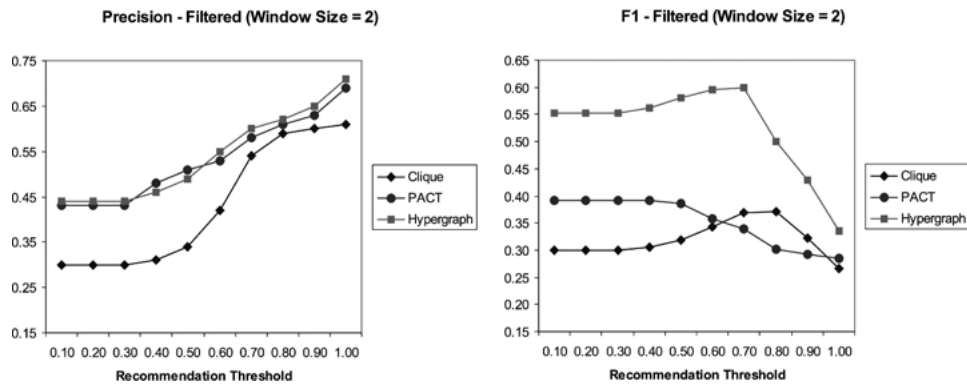 Precision - Filtered (Window Size = 2)
0.75
0.65
0.55
0.45
0.35
0.25
0.15
0.10 0.20 0.30 0.40 0.50 0.60 0.70 0.80 0.90 1.00
Recommendation Threshold
Clique
PACT
Hypergraph
F1 - Filtered (Window Size = 2)
0.65
0.60
0.55
0.50
0.45
0.40
0.35
0.30
0.25
0.20
0.15
0.10 0.20 0.30 0.40 0.50 0.60 0.70 0.80 0.90 1.00
Recommendation Threshold
Clique
PACT
Hypergraph